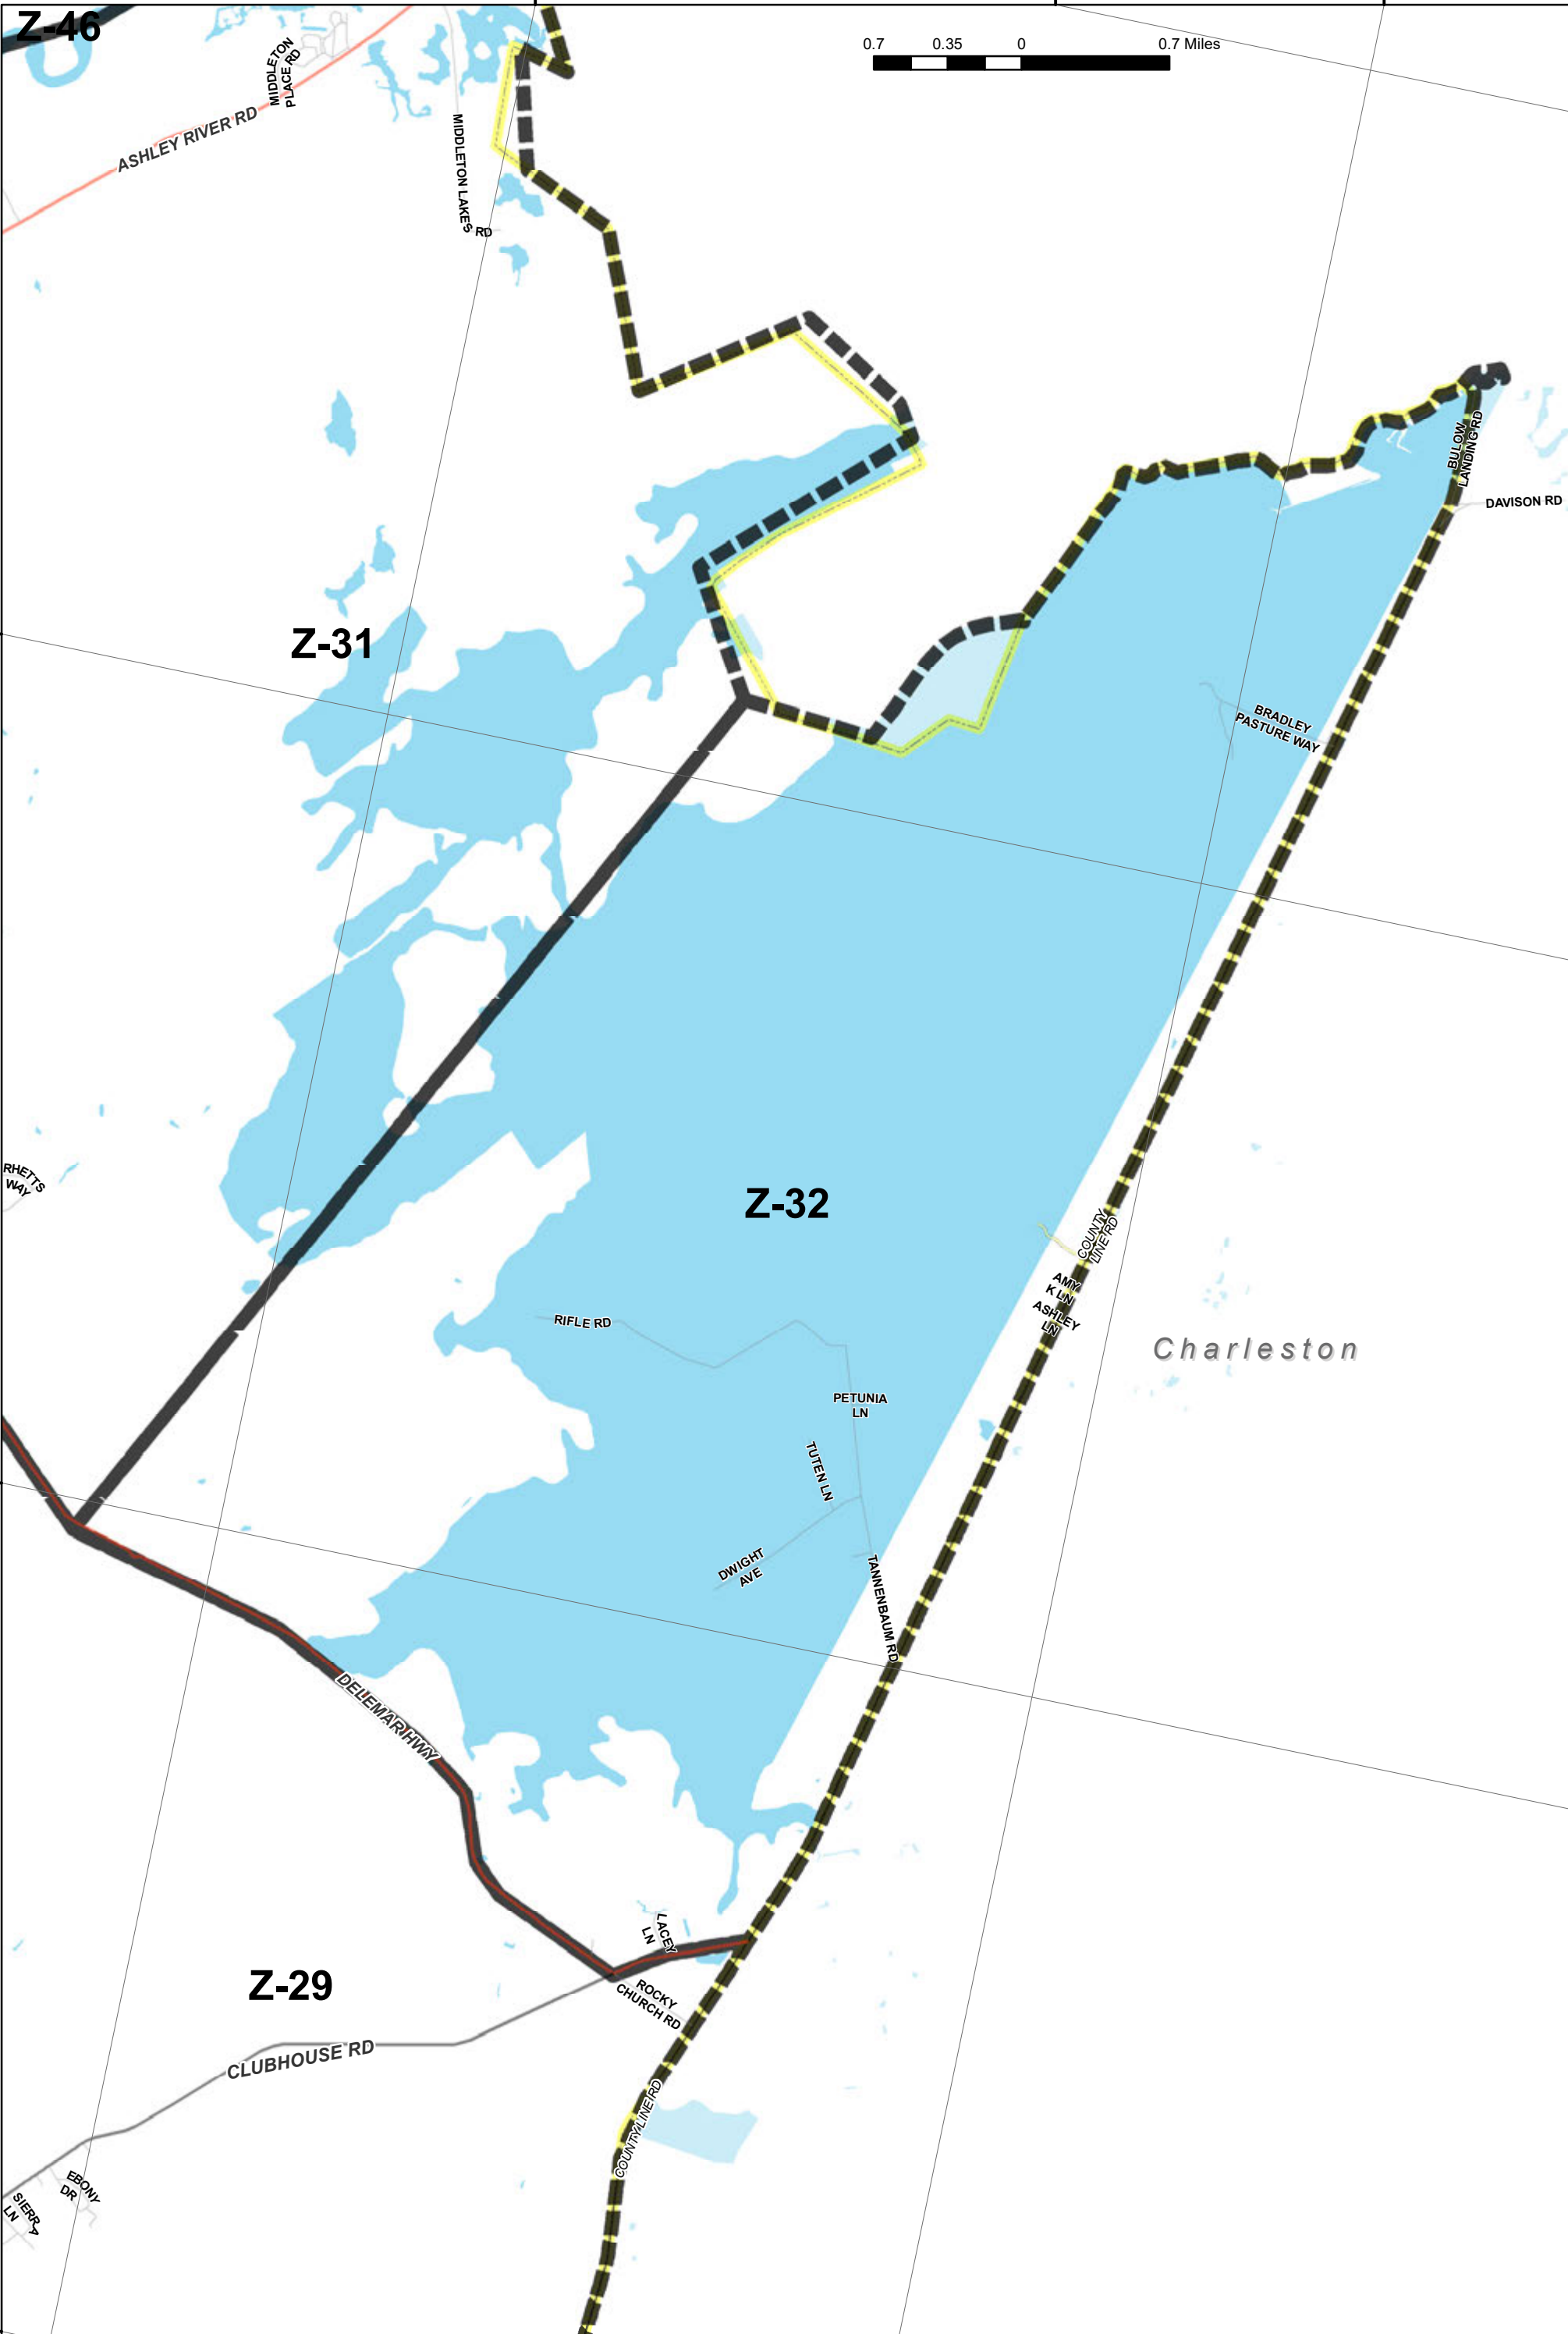 Z-46
0.7 0.35 0 0.7 Miles
MIDDLETON
PLACE RD
ASHLEY RIVER RD
MIDDLETON LAKES RD
BULOW
LANDING RD
DAVISON RD
Z-31
BRADLEY
PASTURE WAY
RHETTS
WAY
Z-32
COUNTY
LINE RD
AMY
K LN
ASHLEY
LN
RIFLE RD
Charleston
PETUNIA
LN
TUTEN LN
DWIGHT
AVE
TANNENBAUM RD
DELEMAR HWY
LACEY
LN
Z-29
ROCKY
CHURCH RD
CLUBHOUSE RD
COUNTY LINE RD
EBONY
DR
SIERRA
LN